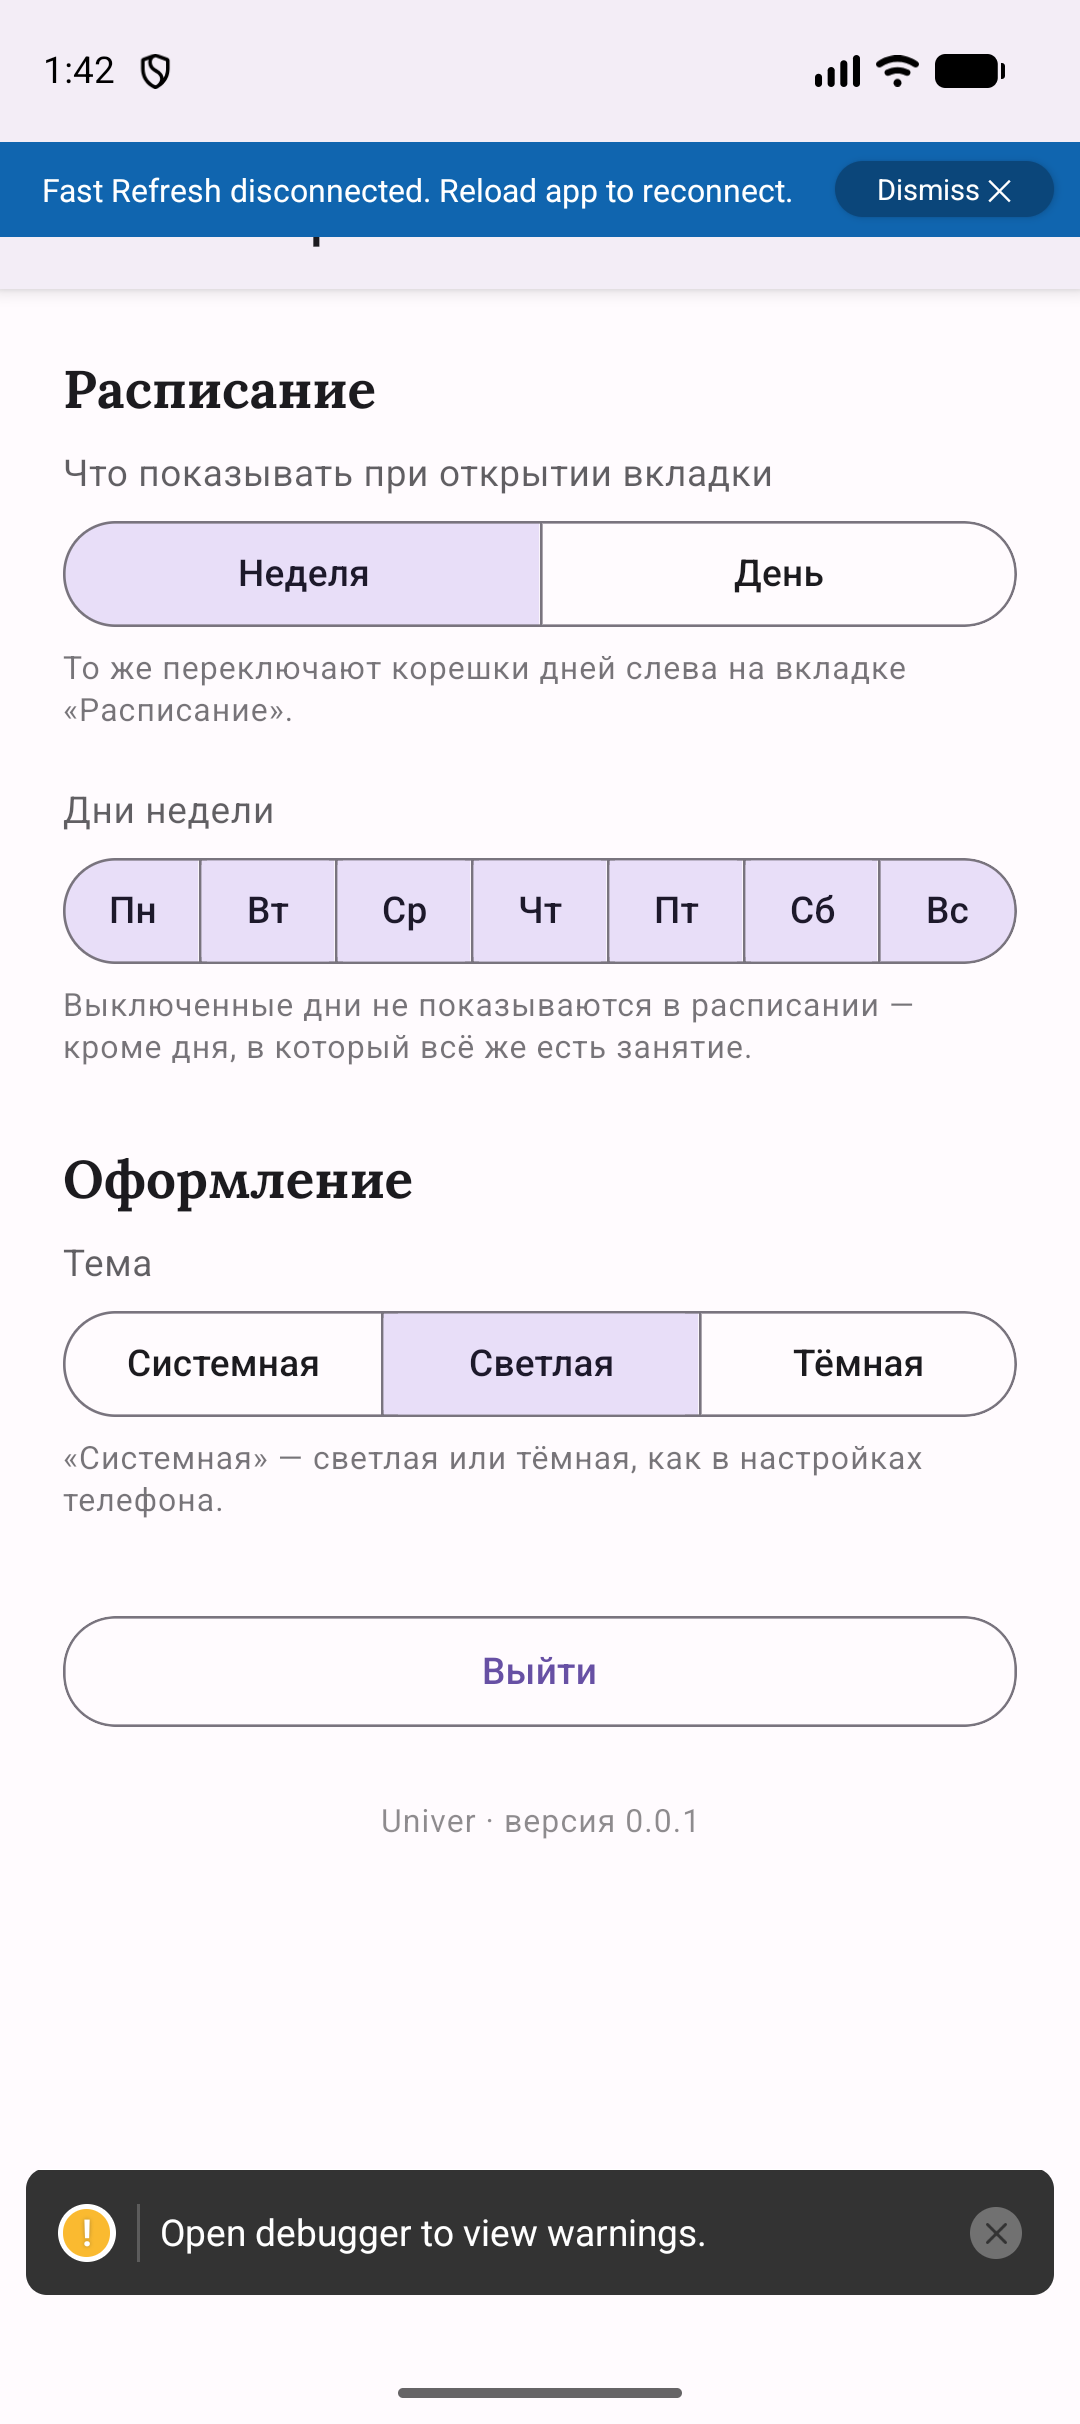 1:42
Fast Refresh disconnected. Reload app to reconnect.
Dismiss
Расписание
Что показывать при открытии вкладки
Неделя
День
То же переключают корешки дней слева на вкладке
«Расписание».
Дни недели
Пн
Вт
Ср
Чт
Пт
Сб
Вс
Выключенные дни не показываются в расписании —
кроме дня, в который всё же есть занятие.
Оформление
Тема
Системная
Светлая
Тёмная
«Системная» — светлая или тёмная, как в настройках
телефона.
Выйти
Univer · версия 0.0.1
Open debugger to view warnings.